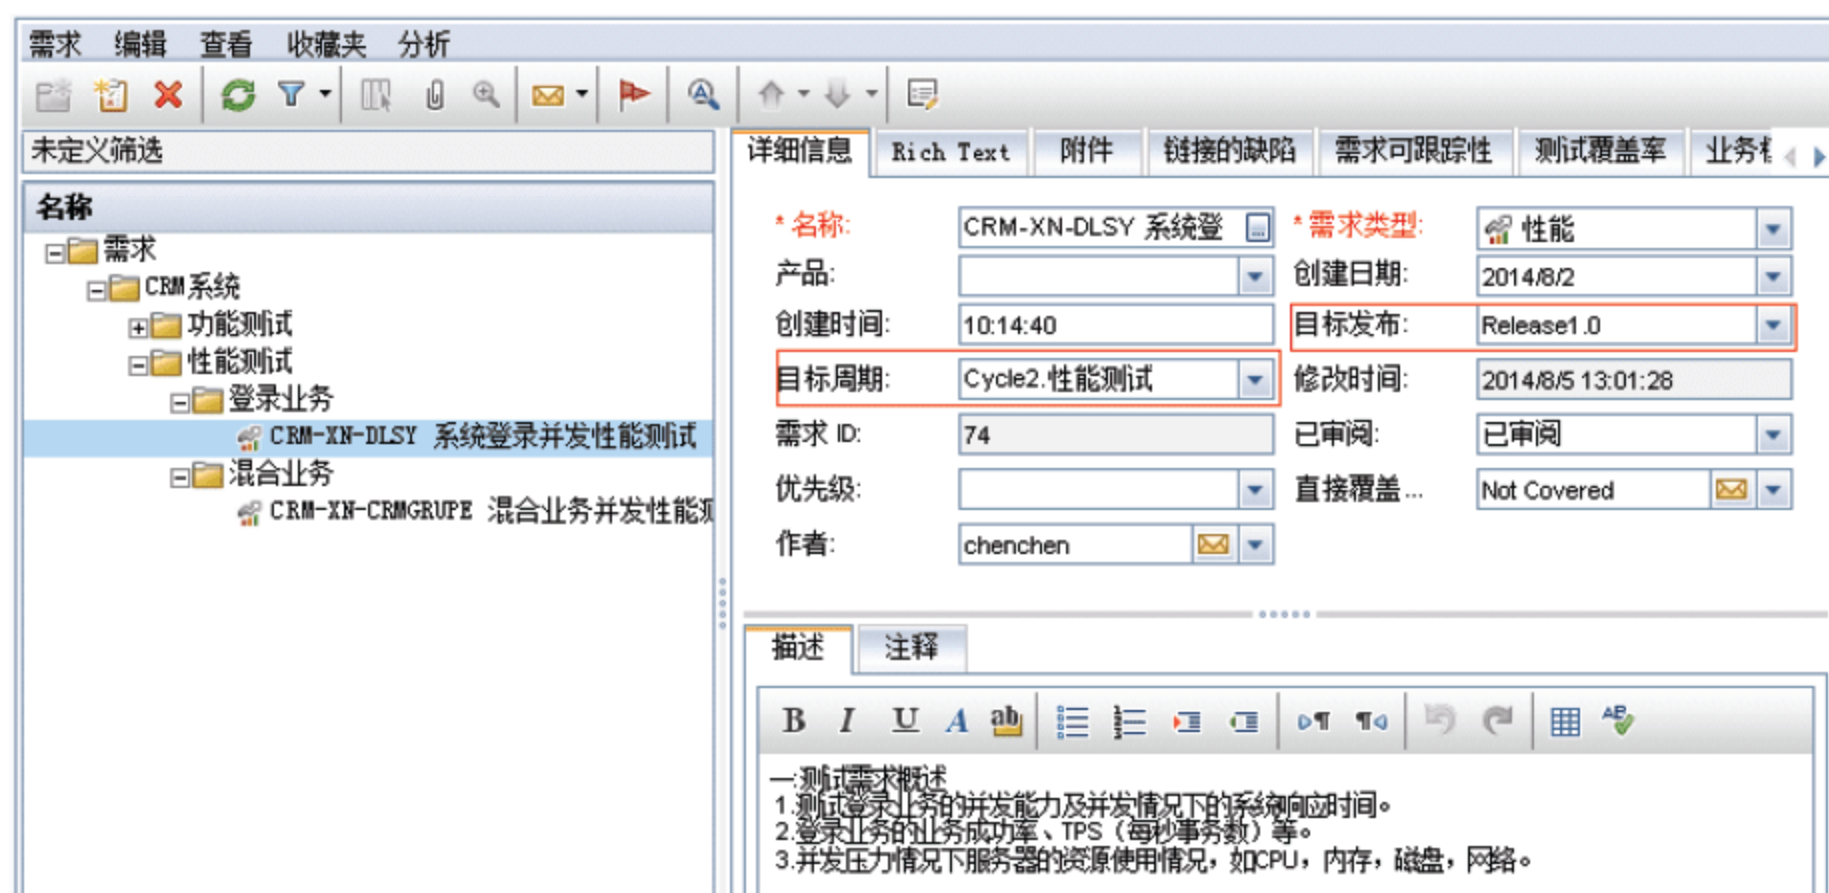 需求 编辑 查看 收藏夹 分析
未定义筛选
名称
需求
CRM系统
功能测试
性能测试
登录业务
CRM-XN-DLSY 系统登录并发性能测试
混合业务
CRM-XN-CRMGRUPE 混合业务并发性能测
详细信息 Rich Text 附件 链接的缺陷 需求可跟踪性 测试覆盖率 业务
* 名称: CRM-XN-DLSY 系统登 ... * 需求类型: 性能
产品: 创建日期: 2014/8/2
创建时间: 10:14:40 目标发布: Release1.0
目标周期: Cycle2.性能测试 修改时间: 2014/8/5 13:01:28
需求 ID: 74 已审阅: 已审阅
优先级: 直接覆盖... Not Covered
作者: chenchen
描述 注释
B I U A ab
一:测试需求概述
1.测试登录业务的并发能力及并发情况下的系统响应时间。
2.登录业务的业务成功率、TPS（每秒事务数）等。
3.并发压力情况下服务器的资源使用情况，如CPU，内存，磁盘，网络。